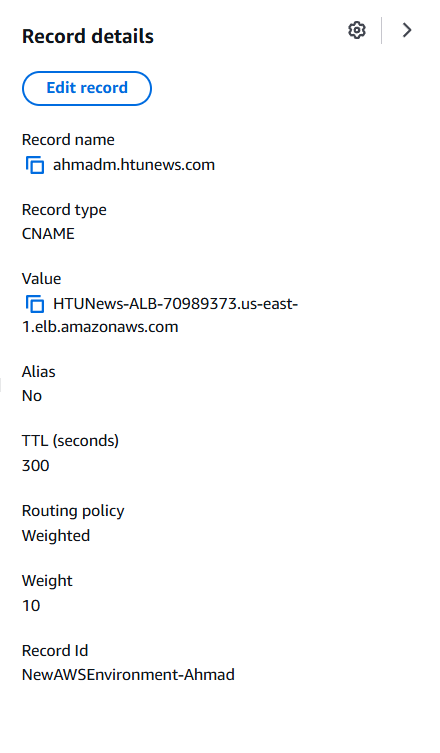 Record details
Edit record
Record name
ahmadm.htunews.com
Record type
CNAME
Value
HTUNews-ALB-70989373.us-east-
1.elb.amazonaws.com
Alias
No
TTL (seconds)
300
Routing policy
Weighted
Weight
10
Record Id
NewAWSEnvironment-Ahmad